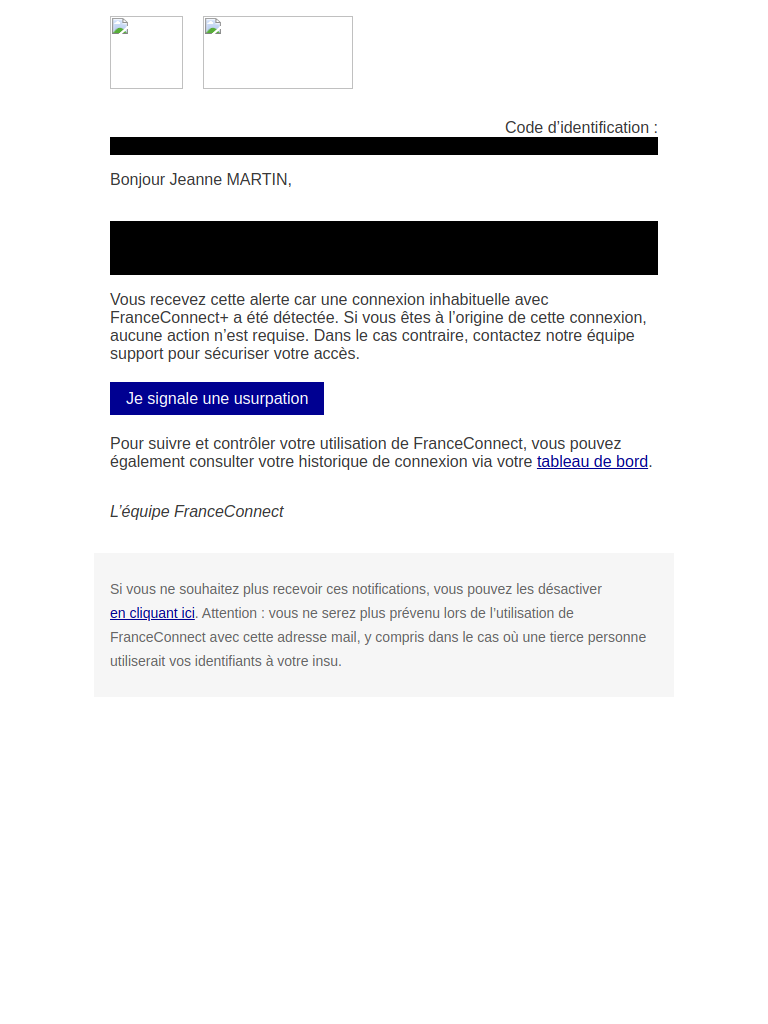 Code d’identification :
Bonjour Jeanne MARTIN,
Vous recevez cette alerte car une connexion inhabituelle avec
FranceConnect+ a été détectée. Si vous êtes à l’origine de cette connexion,
aucune action n’est requise. Dans le cas contraire, contactez notre équipe
support pour sécuriser votre accès.
Je signale une usurpation
Pour suivre et contrôler votre utilisation de FranceConnect, vous pouvez
également consulter votre historique de connexion via votre tableau de bord.
L’équipe FranceConnect
Si vous ne souhaitez plus recevoir ces notifications, vous pouvez les désactiver
en cliquant ici. Attention : vous ne serez plus prévenu lors de l’utilisation de
FranceConnect avec cette adresse mail, y compris dans le cas où une tierce personne
utiliserait vos identifiants à votre insu.